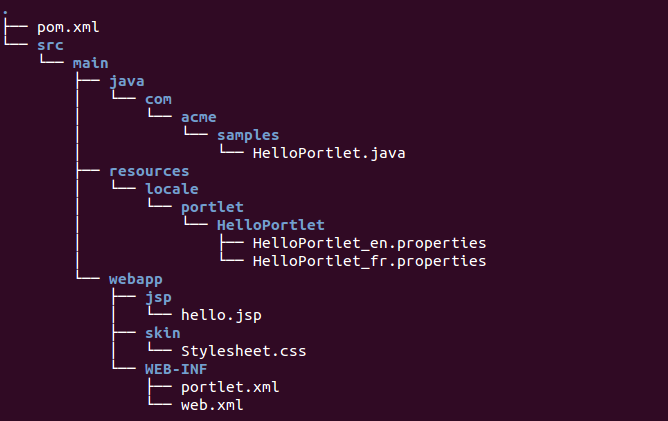 .
├── pom.xml
└── src
    └── main
        ├── java
        │   └── com
        │       └── acme
        │           └── samples
        │               └── HelloPortlet.java
        ├── resources
        │   └── locale
        │       └── portlet
        │           └── HelloPortlet
        │               ├── HelloPortlet_en.properties
        │               └── HelloPortlet_fr.properties
        └── webapp
            ├── jsp
            │   └── hello.jsp
            ├── skin
            │   └── Stylesheet.css
            └── WEB-INF
                ├── portlet.xml
                └── web.xml